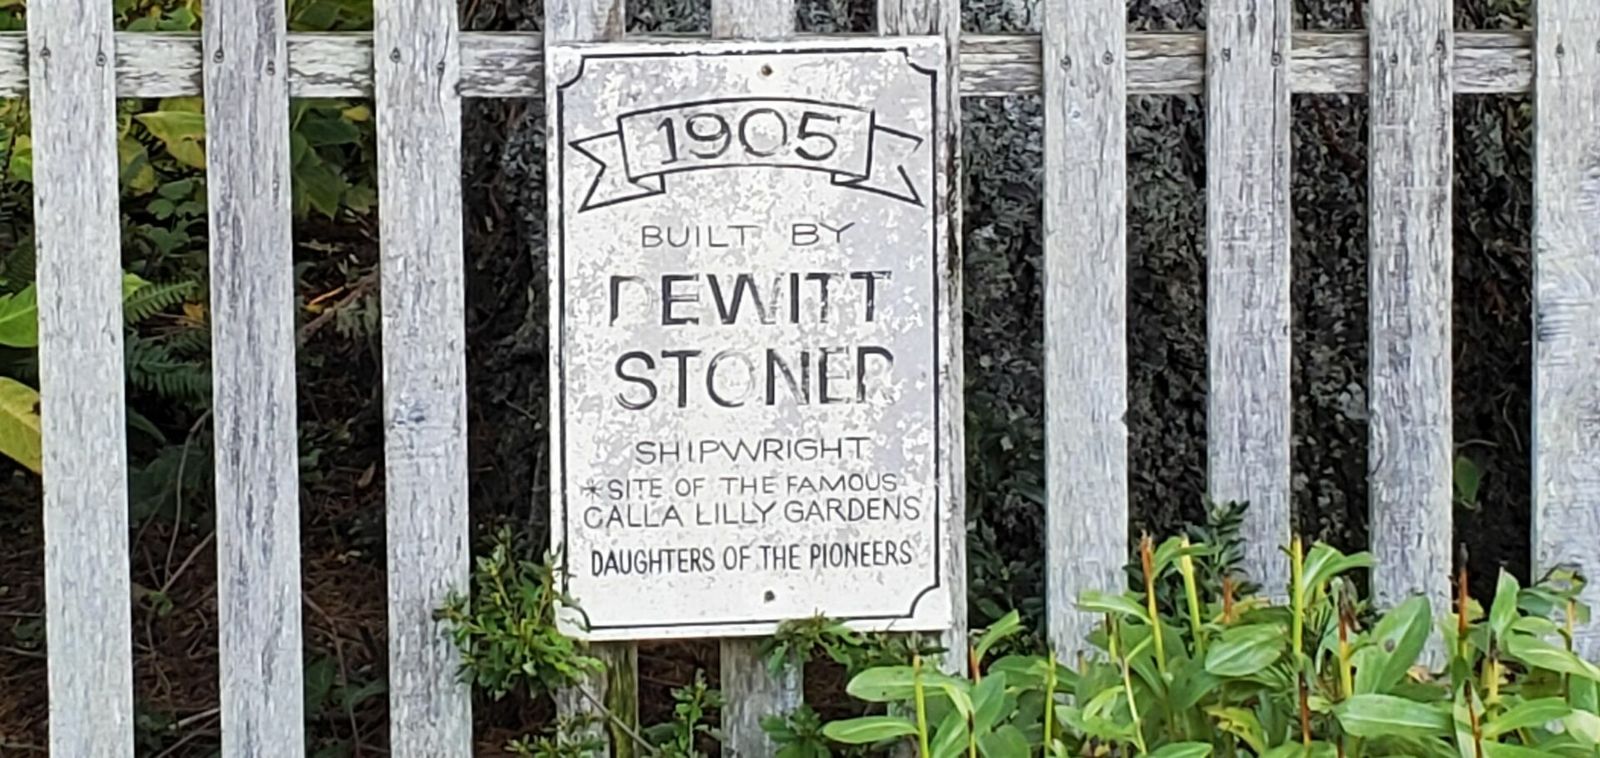 1905
BUILT BY
DEWITT
STONER
SHIPWRIGHT
*SITE OF THE FAMOUS
CALLA LILLY GARDENS
DAUGHTERS OF THE PIONEERS